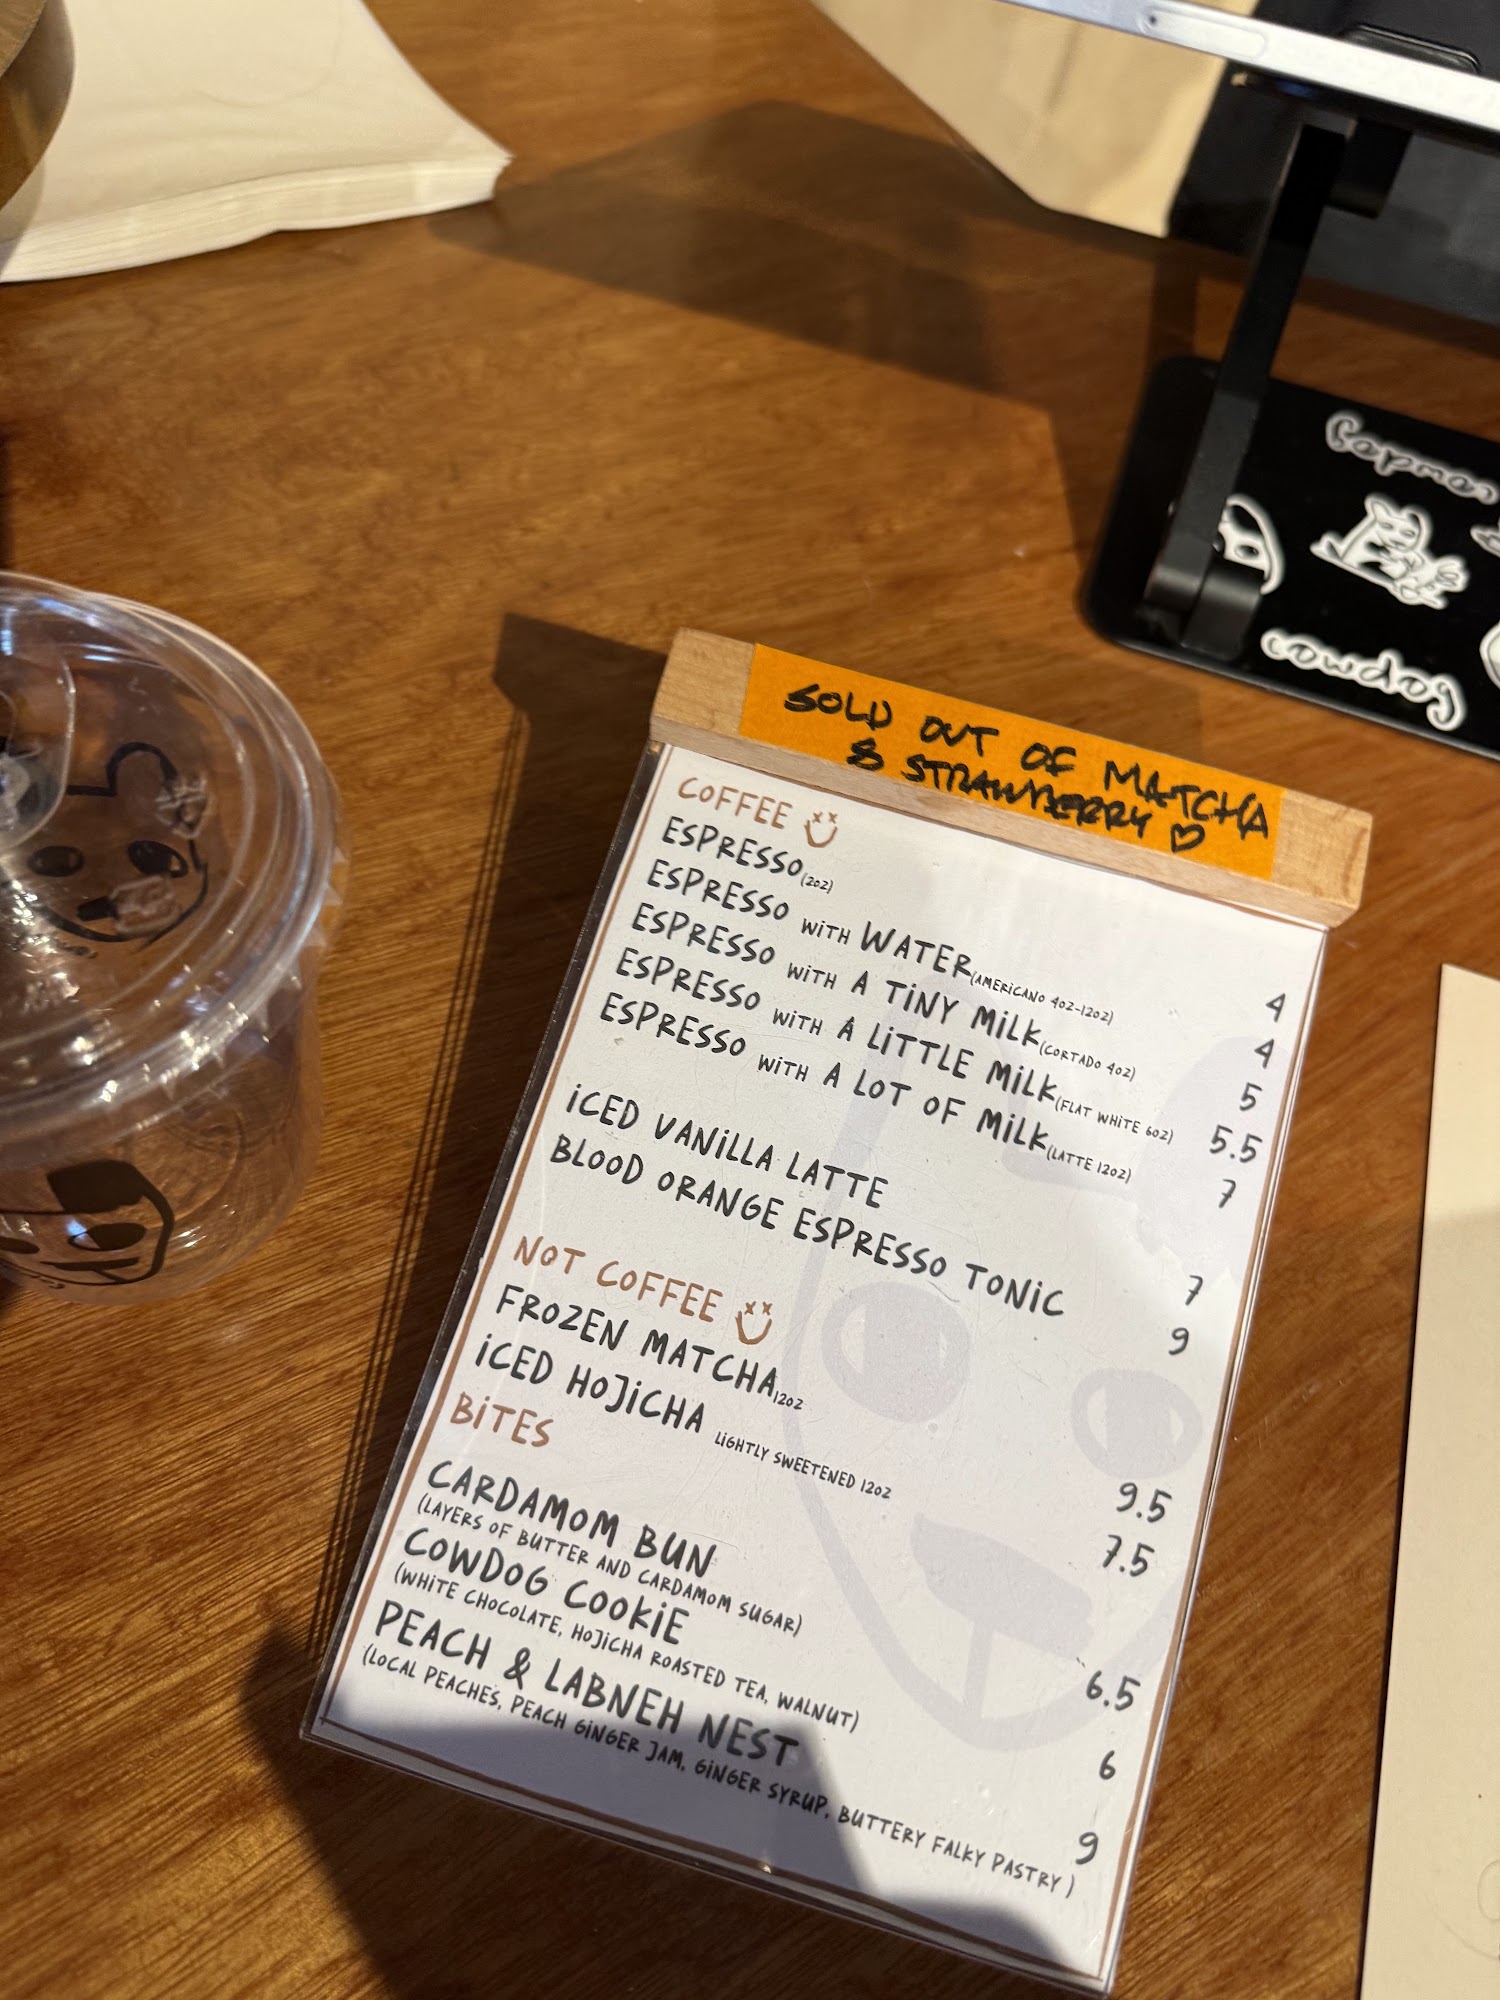 SOLD OUT OF MATCHA
& STRAWBERRY ♡
COFFEE
ESPRESSO (2OZ) 4
ESPRESSO WITH WATER (AMERICANO 4OZ-12OZ) 4
ESPRESSO WITH A TINY MILK (CORTADO 4OZ) 5
ESPRESSO WITH A LITTLE MILK (FLAT WHITE 6OZ) 5.5
ESPRESSO WITH A LOT OF MILK (LATTE 12OZ) 7
ICED VANILLA LATTE 7
BLOOD ORANGE ESPRESSO TONIC 9
NOT COFFEE
FROZEN MATCHA 12OZ 9.5
ICED HOJICHA LIGHTLY SWEETENED 12OZ 7.5
BITES
CARDAMOM BUN 6.5
(LAYERS OF BUTTER AND CARDAMOM SUGAR)
COWDOG COOKIE 6
(WHITE CHOCOLATE, HOJICHA ROASTED TEA, WALNUT)
PEACH & LABNEH NEST 9
(LOCAL PEACHES, PEACH GINGER JAM, GINGER SYRUP, BUTTERY FALKY PASTRY )
cowdog